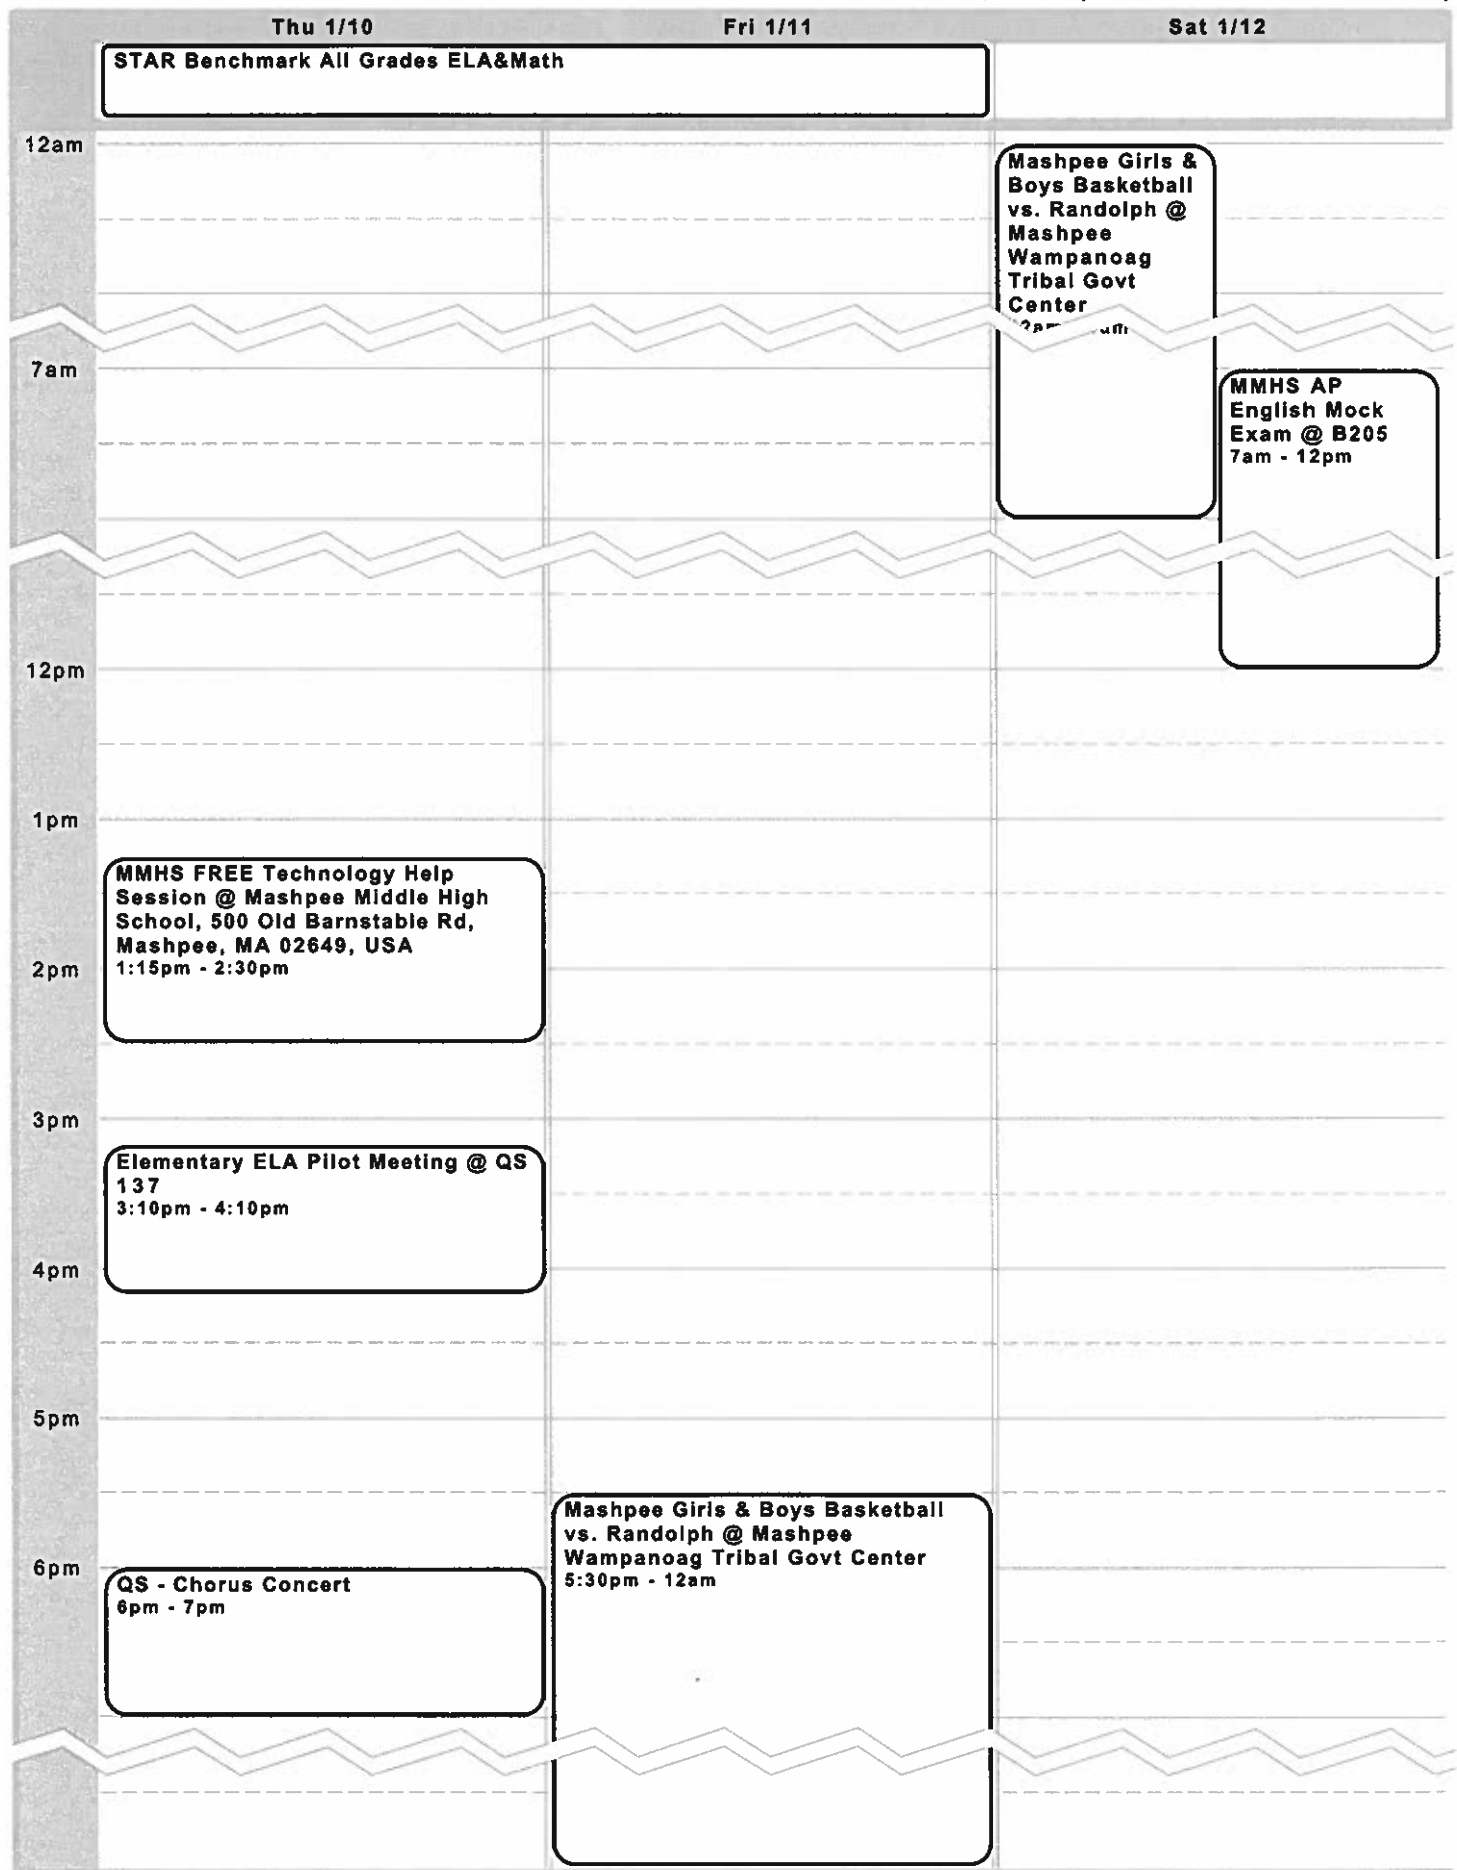 Thu 1/10
Fri 1/11
Sat 1/12
STAR Benchmark All Grades ELA&Math
12am
Mashpee Girls &
Boys Basketball
vs. Randolph @
Mashpee
Wampanoag
Tribal Govt
Center
7am
MMHS AP
English Mock
Exam @ B205
7am - 12pm
12pm
1pm
MMHS FREE Technology Help
Session @ Mashpee Middle High
School, 500 Old Barnstable Rd,
Mashpee, MA 02649, USA
1:15pm - 2:30pm
2pm
3pm
Elementary ELA Pilot Meeting @ QS
137
3:10pm - 4:10pm
4pm
5pm
Mashpee Girls & Boys Basketball
vs. Randolph @ Mashpee
Wampanoag Tribal Govt Center
5:30pm - 12am
6pm
QS - Chorus Concert
6pm - 7pm